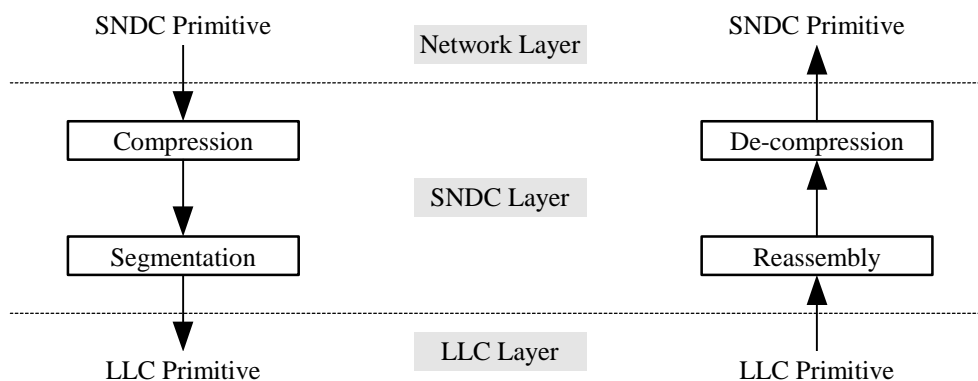 SNDC Primitive
Network Layer
SNDC Primitive
Compression
De-compression
SNDC Layer
Segmentation
Reassembly
LLC Layer
LLC Primitive
LLC Primitive